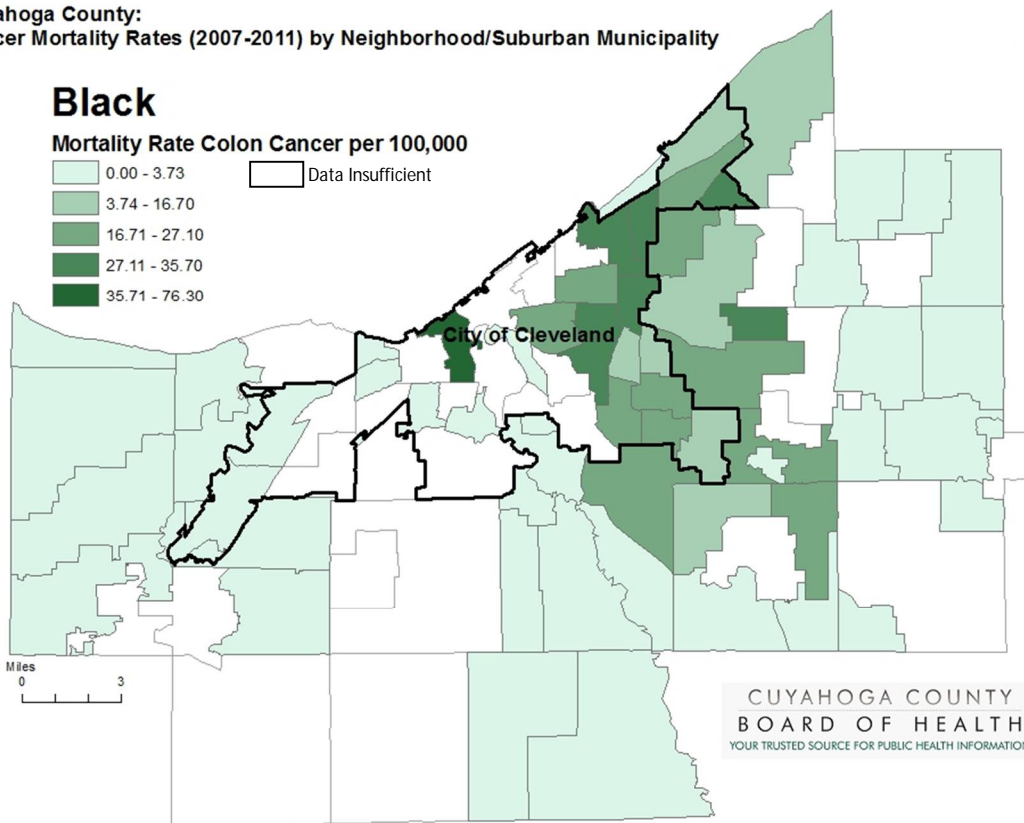 ahoga County:
cer Mortality Rates (2007-2011) by Neighborhood/Suburban Municipality
Black
Mortality Rate Colon Cancer per 100,000
0.00 - 3.73
Data Insufficient
3.74 - 16.70
16.71 - 27.10
27.11 - 35.70
35.71 - 76.30
City of Cleveland
Miles
0 3
CUYAHOGA COUNTY
BOARD OF HEALTH
YOUR TRUSTED SOURCE FOR PUBLIC HEALTH INFORMATION